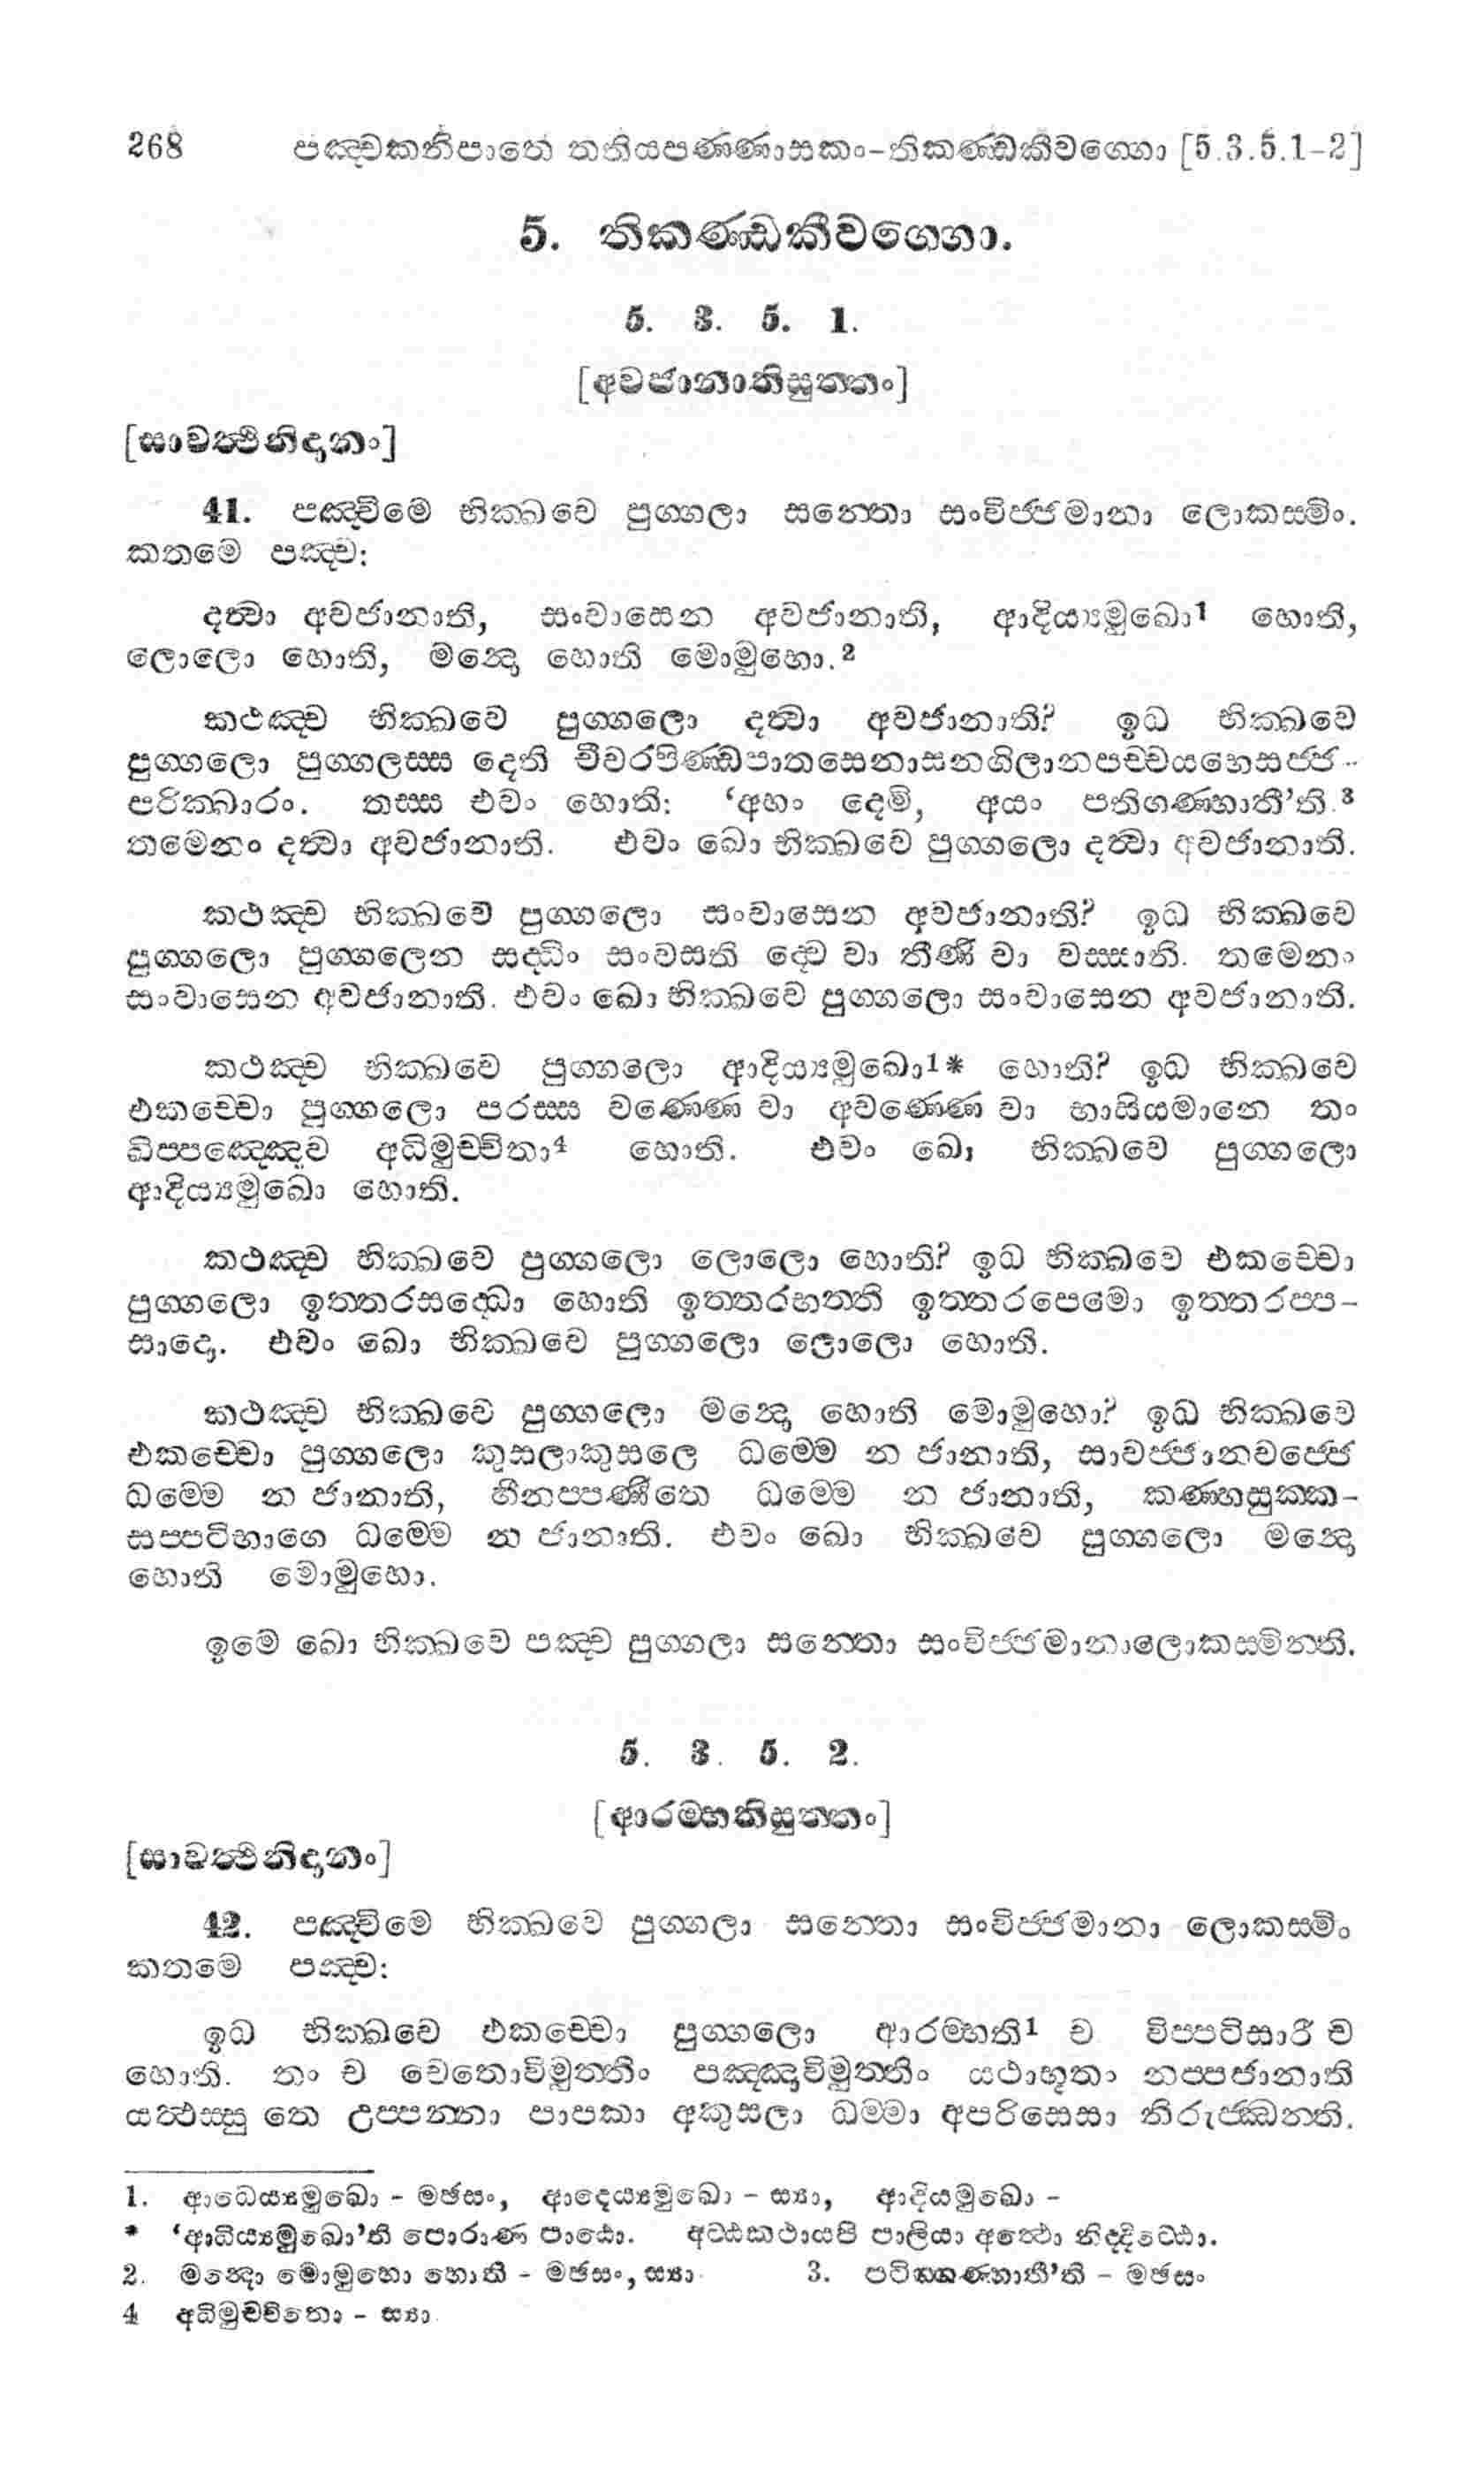 268 පඤ්චකනිපාතෙ තතියපණ්ණාසකං-තිකණ්ඩකීවග්ගො [5.3.5.1-2]
5. තිකණ්ඩකීවග්ගො.
5. 3. 5. 1.
[අවජානාතිසුත්තං]
[සාවත්ථිනිදානං]
41. පඤ්චිමෙ භික්ඛවෙ පුග්ගලා සන්තො සංවිජ්ජමානා ලොකස්මිං.
කතමෙ පඤ්ච:
දත්වා අවජානාති, සංවාසෙන අවජානාති, ආදියමුඛො1 හොති,
ලොලො හොති, මන්දො හොති මොමුහො.2
කථඤ්ච භික්ඛවෙ පුග්ගලො දත්වා අවජානාති? ඉධ භික්ඛවෙ
පුග්ගලො පුග්ගලස්ස දෙති චීවරපිණ්ඩපාතසෙනාසනගිලානපච්චයභෙසජ්ජ-
පරික්ඛාරං. තස්ස එවං හොති: ‘අහං දෙමි, අයං පතිගණ්හාතී’ති.3
තමෙනං දත්වා අවජානාති. එවං ඛො භික්ඛවෙ පුග්ගලො දත්වා අවජානාති.
කථඤ්ච භික්ඛවෙ පුග්ගලො සංවාසෙන අවජානාති? ඉධ භික්ඛවෙ
පුග්ගලො පුග්ගලෙන සද්ධිං සංවසති ද්වෙ වා තීණි වා වස්සානි. තමෙනං
සංවාසෙන අවජානාති. එවං ඛො භික්ඛවෙ පුග්ගලො සංවාසෙන අවජානාති.
කථඤ්ච භික්ඛවෙ පුග්ගලො ආදිය්‍යමුඛො1* හොති? ඉධ භික්ඛවෙ
එකච්චො පුග්ගලො පරස්ස වණ්ණෙ වා අවණ්ණෙ වා භාසියමානෙ තං
ඛිප්පඤ්ඤෙව අධිමුච්චිතා4 හොති. එවං ඛො භික්ඛවෙ පුග්ගලො
ආදිය්‍යමුඛො හොති.
කථඤ්ච භික්ඛවෙ පුග්ගලො ලොලො හොති? ඉධ භික්ඛවෙ එකච්චො
පුග්ගලො ඉත්තරසද්ධො හොති ඉත්තරභත්ති ඉත්තරපෙමො ඉත්තරප්ප-
සාදො. එවං ඛො භික්ඛවෙ පුග්ගලො ලොලො හොති.
කථඤ්ච භික්ඛවෙ පුග්ගලො මන්දො හොති මොමුහො? ඉධ භික්ඛවෙ
එකච්චො පුග්ගලො කුසලාකුසලෙ ධම්මෙ න ජානාති, සාවජ්ජානවජ්ජෙ
ධම්මෙ න ජානාති, හීනප්පණීතෙ ධම්මෙ න ජානාති, කණ්හසුක්ක-
සප්පටිභාගෙ ධම්මෙ න ජානාති. එවං ඛො භික්ඛවෙ පුග්ගලො මන්දො
හොති මොමුහො.
ඉමෙ ඛො භික්ඛවෙ පඤ්ච පුග්ගලා සන්තො සංවිජ්ජමානාලොකස්මින්ති.
5. 3. 5. 2.
[ආරම්භතිසුත්තං]
[සාවත්ථිනිදානං]
42. පඤ්චිමෙ භික්ඛවෙ පුග්ගලා සන්තො සංවිජ්ජමානා ලොකස්මිං
කතමෙ පඤ්ච:
ඉධ භික්ඛවෙ එකච්චො පුග්ගලො ආරම්භති1 ච විප්පටිසාරී ච
හොති. තං ච චෙතොවිමුත්තිං පඤ්ඤාවිමුත්තිං යථාභූතං නප්පජානාති
යත්ථස්සු තෙ උප්පන්නා පාපකා අකුසලා ධම්මා අපරිසෙසා නිරුජ්ඣන්ති.
1. ආධෙය්‍යමුඛො - මඡසං, ආදෙය්‍යමුඛො - ස්‍යා, ආදියමුඛො -
* ‘ආධිය්‍යමුඛො’ති පොරාණ පාඨො. අට්ඨකථායපි පාලියා අත්ථො නිද්දිට්ඨො.
2. මන්දො මොමුහො හොති - මඡසං, ස්‍යා. 3. පටිග්ගණ්හාතී’ති - මඡසං
4 අධිමුච්චිතො - ස්‍යා.